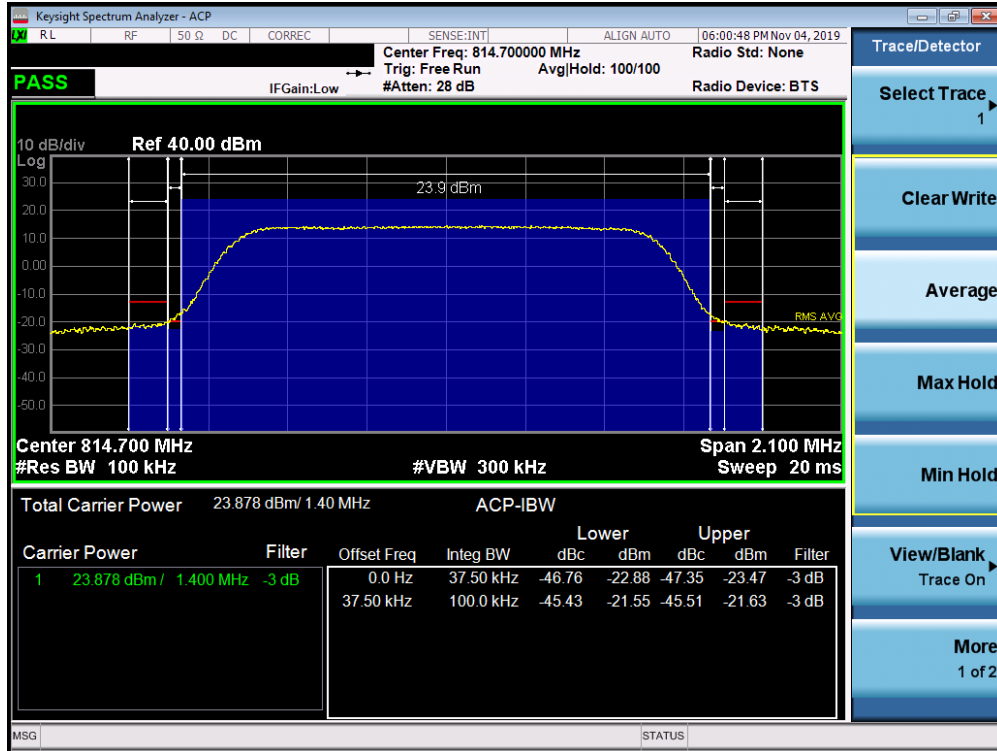 Keysight Spectrum Analyzer - ACP
LXI RL RF 50 Ω DC CORREC SENSE:INT ALIGN AUTO 06:00:48 PM Nov 04, 2019
Center Freq: 814.700000 MHz Radio Std: None
Trig: Free Run Avg|Hold: 100/100
PASS IFGain:Low #Atten: 28 dB Radio Device: BTS
10 dB/div Ref 40.00 dBm
Log
30.0
23.9 dBm
20.0
10.0
0.00
-10.0
-20.0
RMS AVG
-30.0
-40.0
-50.0
Center 814.700 MHz Span 2.100 MHz
#Res BW 100 kHz #VBW 300 kHz Sweep 20 ms
Total Carrier Power 23.878 dBm/ 1.40 MHz ACP-IBW
Lower Upper
Carrier Power Filter Offset Freq Integ BW dBc dBm dBc dBm Filter
1 23.878 dBm / 1.400 MHz -3 dB 0.0 Hz 37.50 kHz -46.76 -22.88 -47.35 -23.47 -3 dB
37.50 kHz 100.0 kHz -45.43 -21.55 -45.51 -21.63 -3 dB
MSG STATUS
Trace/Detector
Select Trace
1
Clear Write
Average
Max Hold
Min Hold
View/Blank
Trace On
More
1 of 2